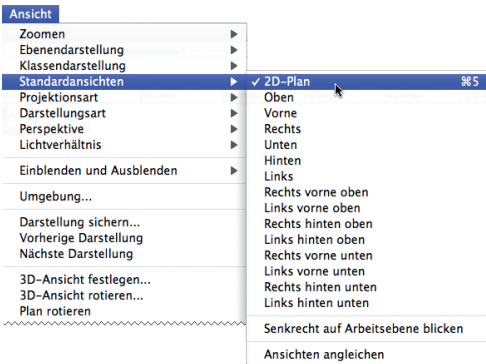 Ansicht
Zoomen
Ebenendarstellung
Klassendarstellung
Standardansichten
Projektionsart
Darstellungsart
Perspektive
Lichtverhältnis
Einblenden und Ausblenden
Umgebung...
Darstellung sichern...
Vorherige Darstellung
Nächste Darstellung
3D-Ansicht festlegen...
3D-Ansicht rotieren...
Plan rotieren
✓ 2D-Plan ⌘5
Oben
Vorne
Rechts
Unten
Hinten
Links
Rechts vorne oben
Links vorne oben
Rechts hinten oben
Links hinten oben
Rechts vorne unten
Links vorne unten
Rechts hinten unten
Links hinten unten
Senkrecht auf Arbeitsebene blicken
Ansichten angleichen